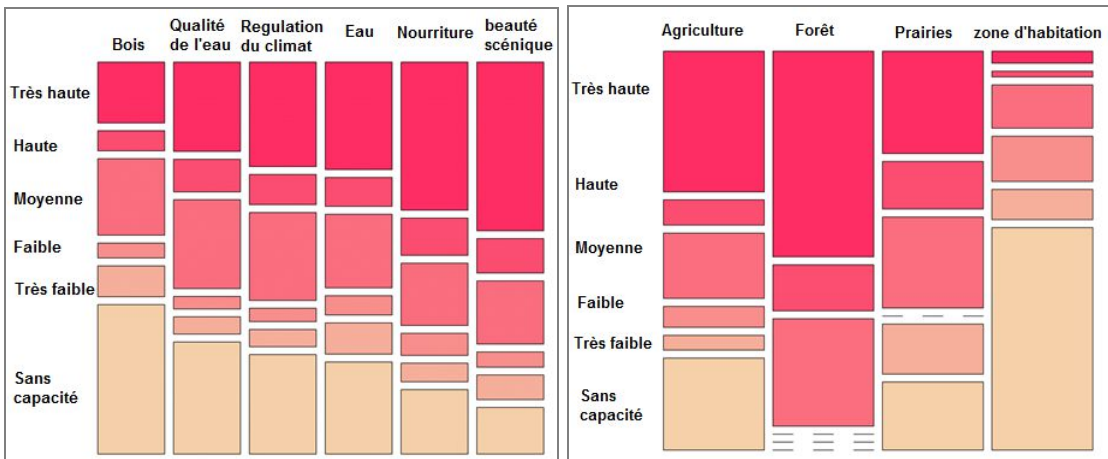 Bois
Qualité
de l'eau
Regulation
du climat
Eau
Nourriture
beauté
scénique
Très haute
Haute
Moyenne
Faible
Très faible
Sans
capacité
Agriculture
Forêt
Prairies
zone d'habitation
Très haute
Haute
Moyenne
Faible
Très faible
Sans
capacité